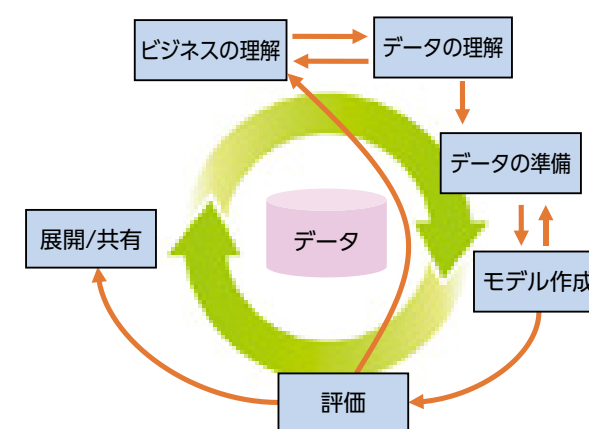 ビジネスの理解
データの理解
データの準備
データ
展開/共有
モデル作成
評価